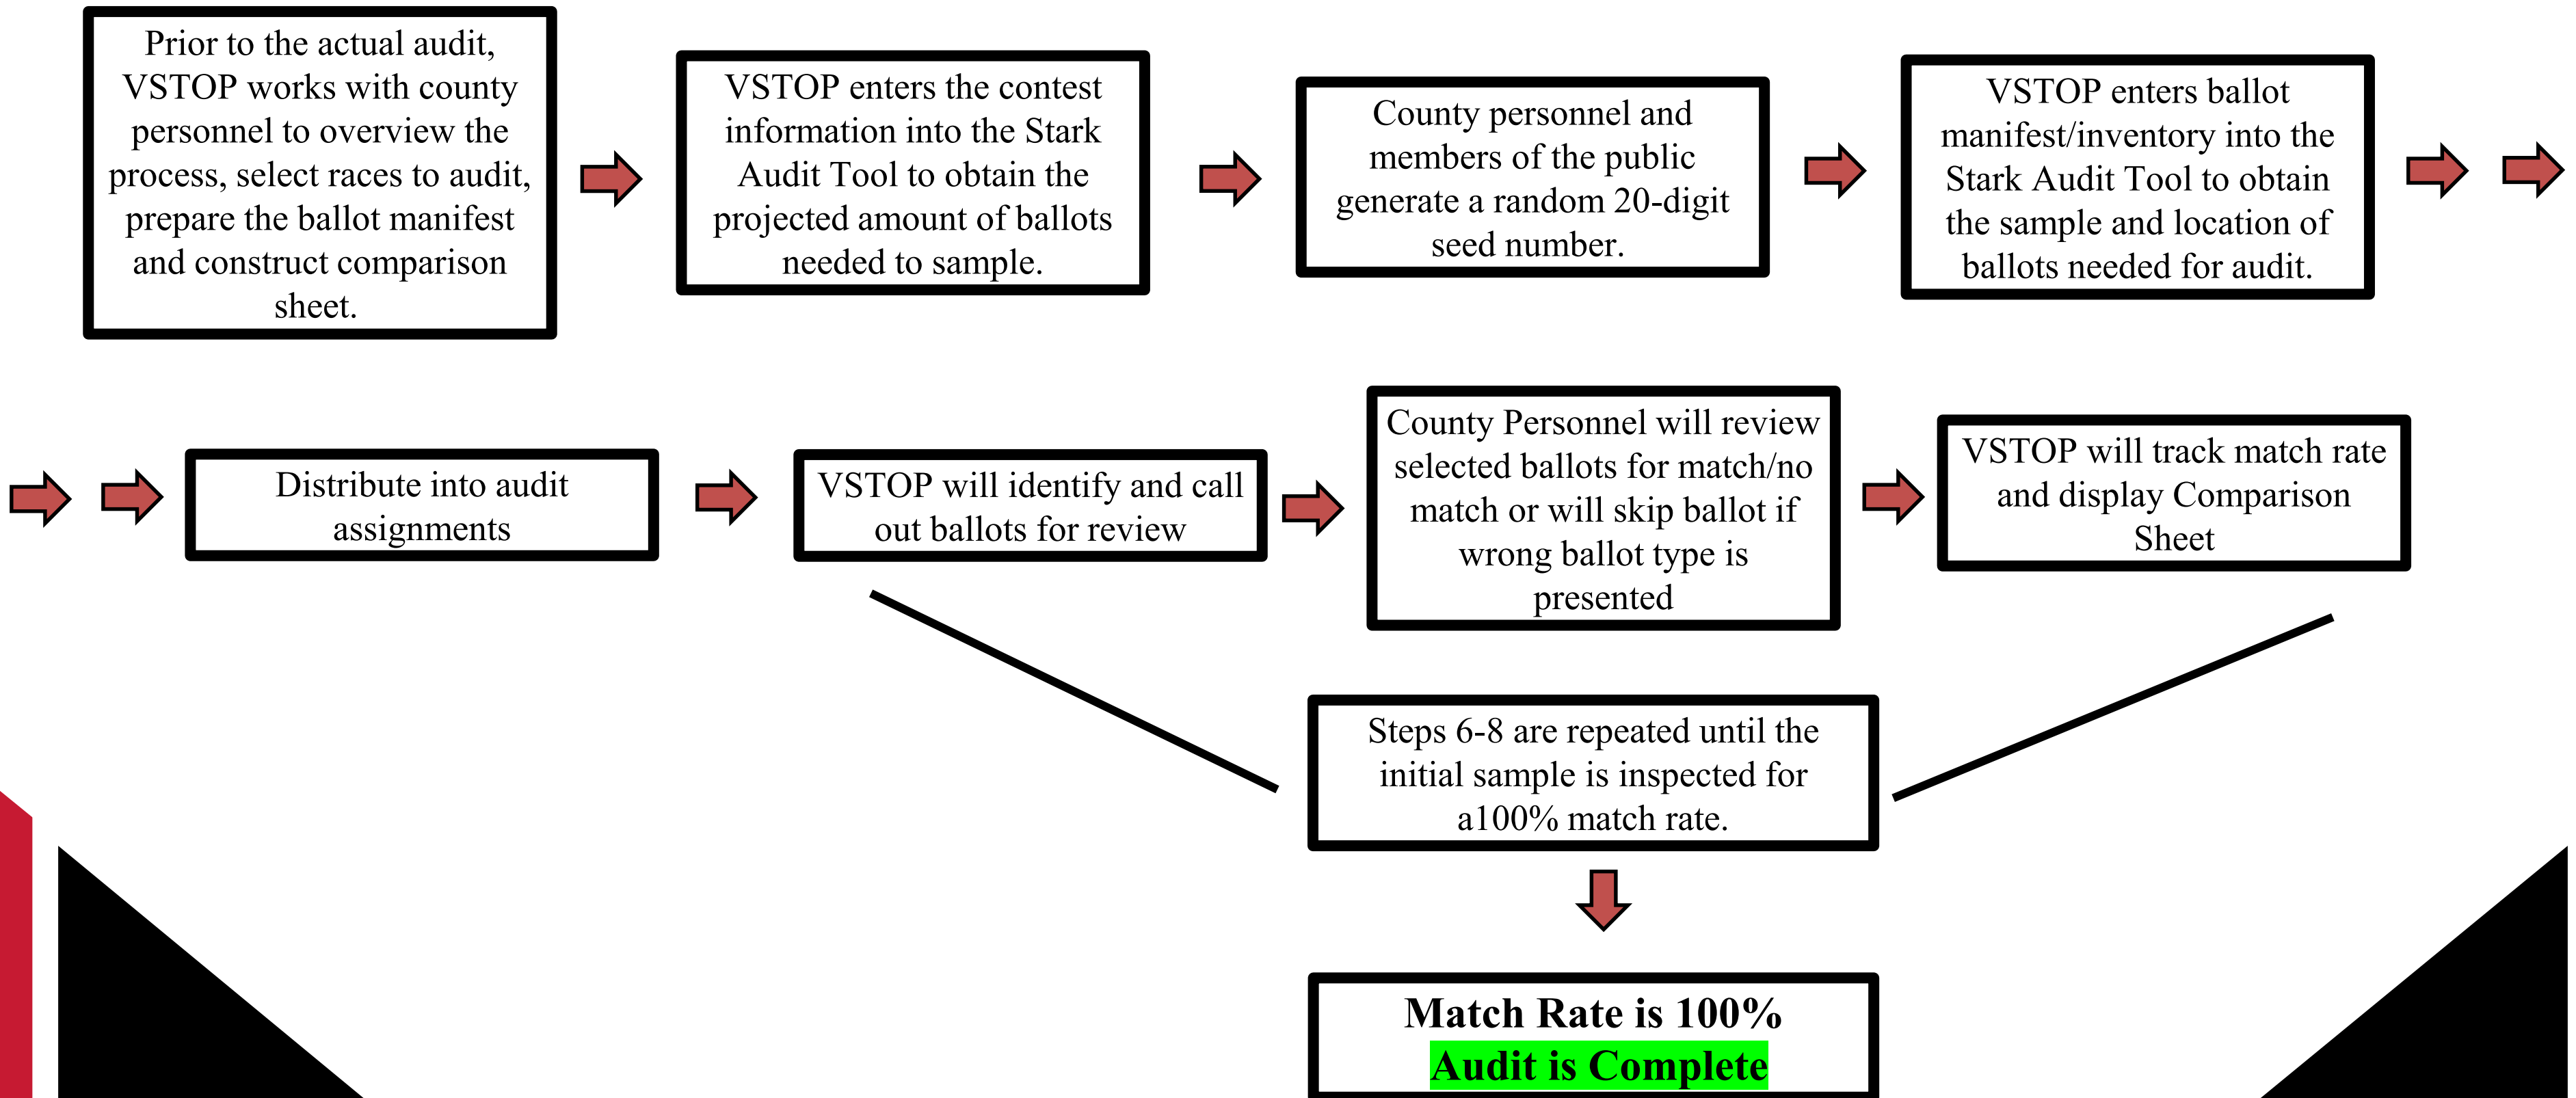 Prior to the actual audit,
VSTOP works with county
personnel to overview the
process, select races to audit,
prepare the ballot manifest
and construct comparison
sheet.
VSTOP enters the contest
information into the Stark
Audit Tool to obtain the
projected amount of ballots
needed to sample.
County personnel and
members of the public
generate a random 20-digit
seed number.
VSTOP enters ballot
manifest/inventory into the
Stark Audit Tool to obtain
the sample and location of
ballots needed for audit.
Distribute into audit
assignments
VSTOP will identify and call
out ballots for review
County Personnel will review
selected ballots for match/no
match or will skip ballot if
wrong ballot type is
presented
VSTOP will track match rate
and display Comparison
Sheet
Steps 6-8 are repeated until the
initial sample is inspected for
a100% match rate.
Match Rate is 100%
Audit is Complete